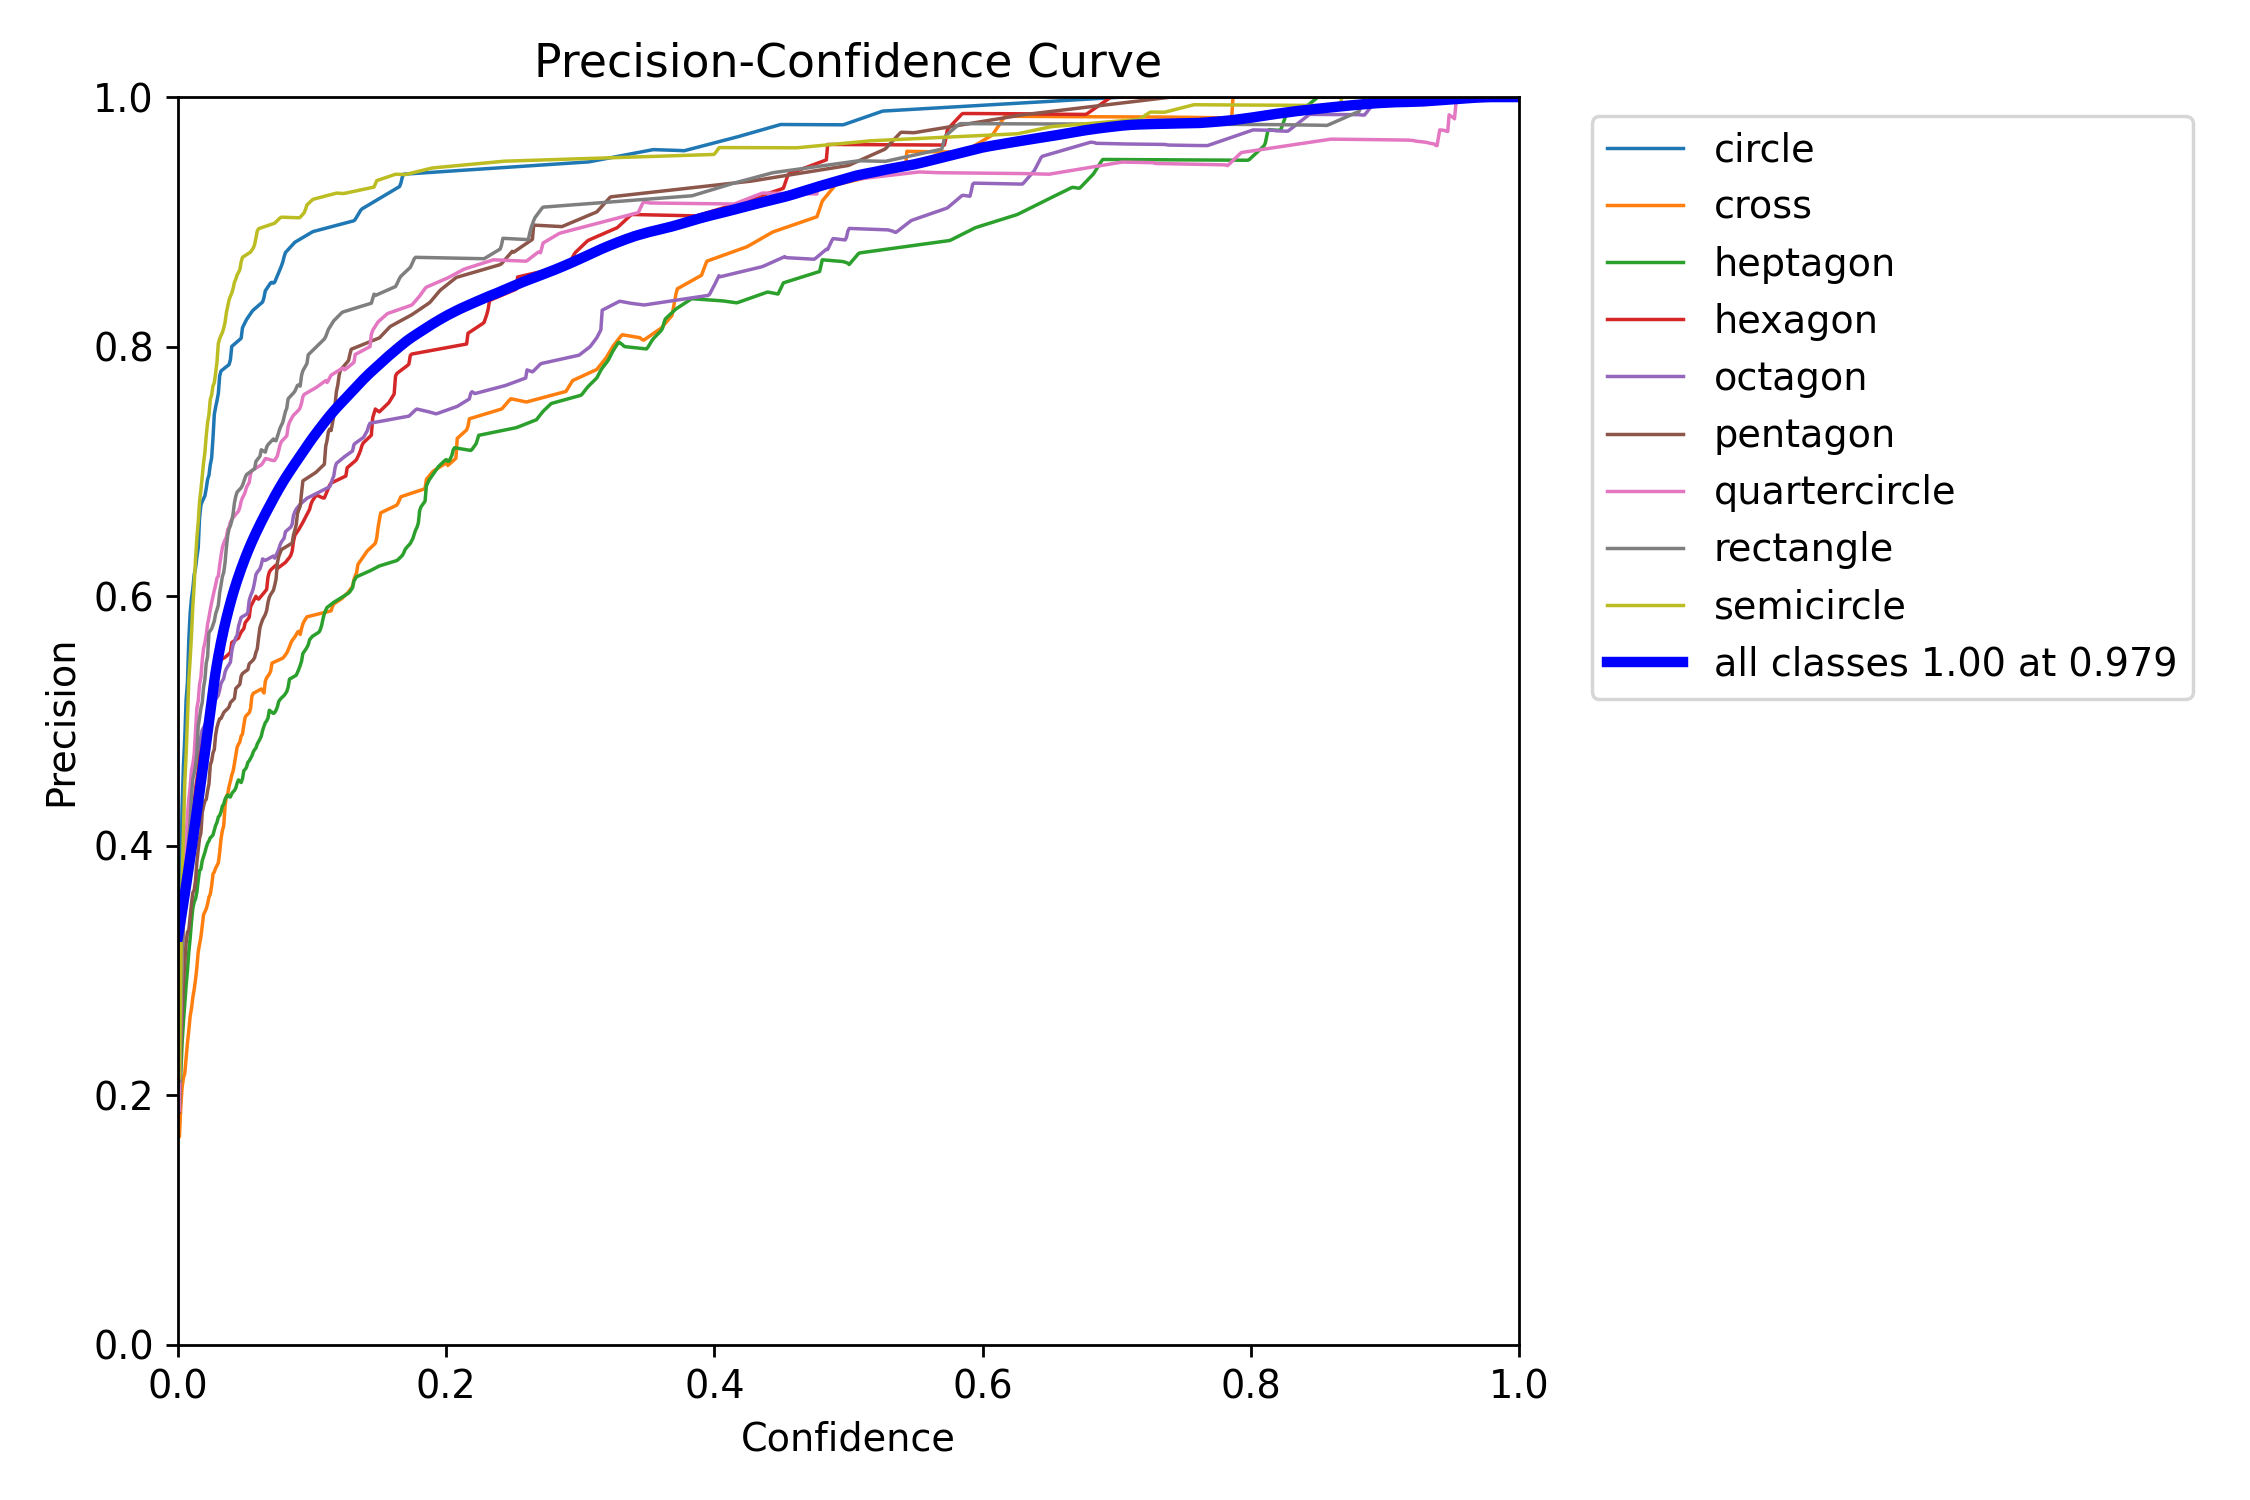 Precision-Confidence Curve
1.0
0.8
0.6
0.4
0.2
0.0
Precision
0.0 0.2 0.4 0.6 0.8 1.0
Confidence
circle
cross
heptagon
hexagon
octagon
pentagon
quartercircle
rectangle
semicircle
all classes 1.00 at 0.979